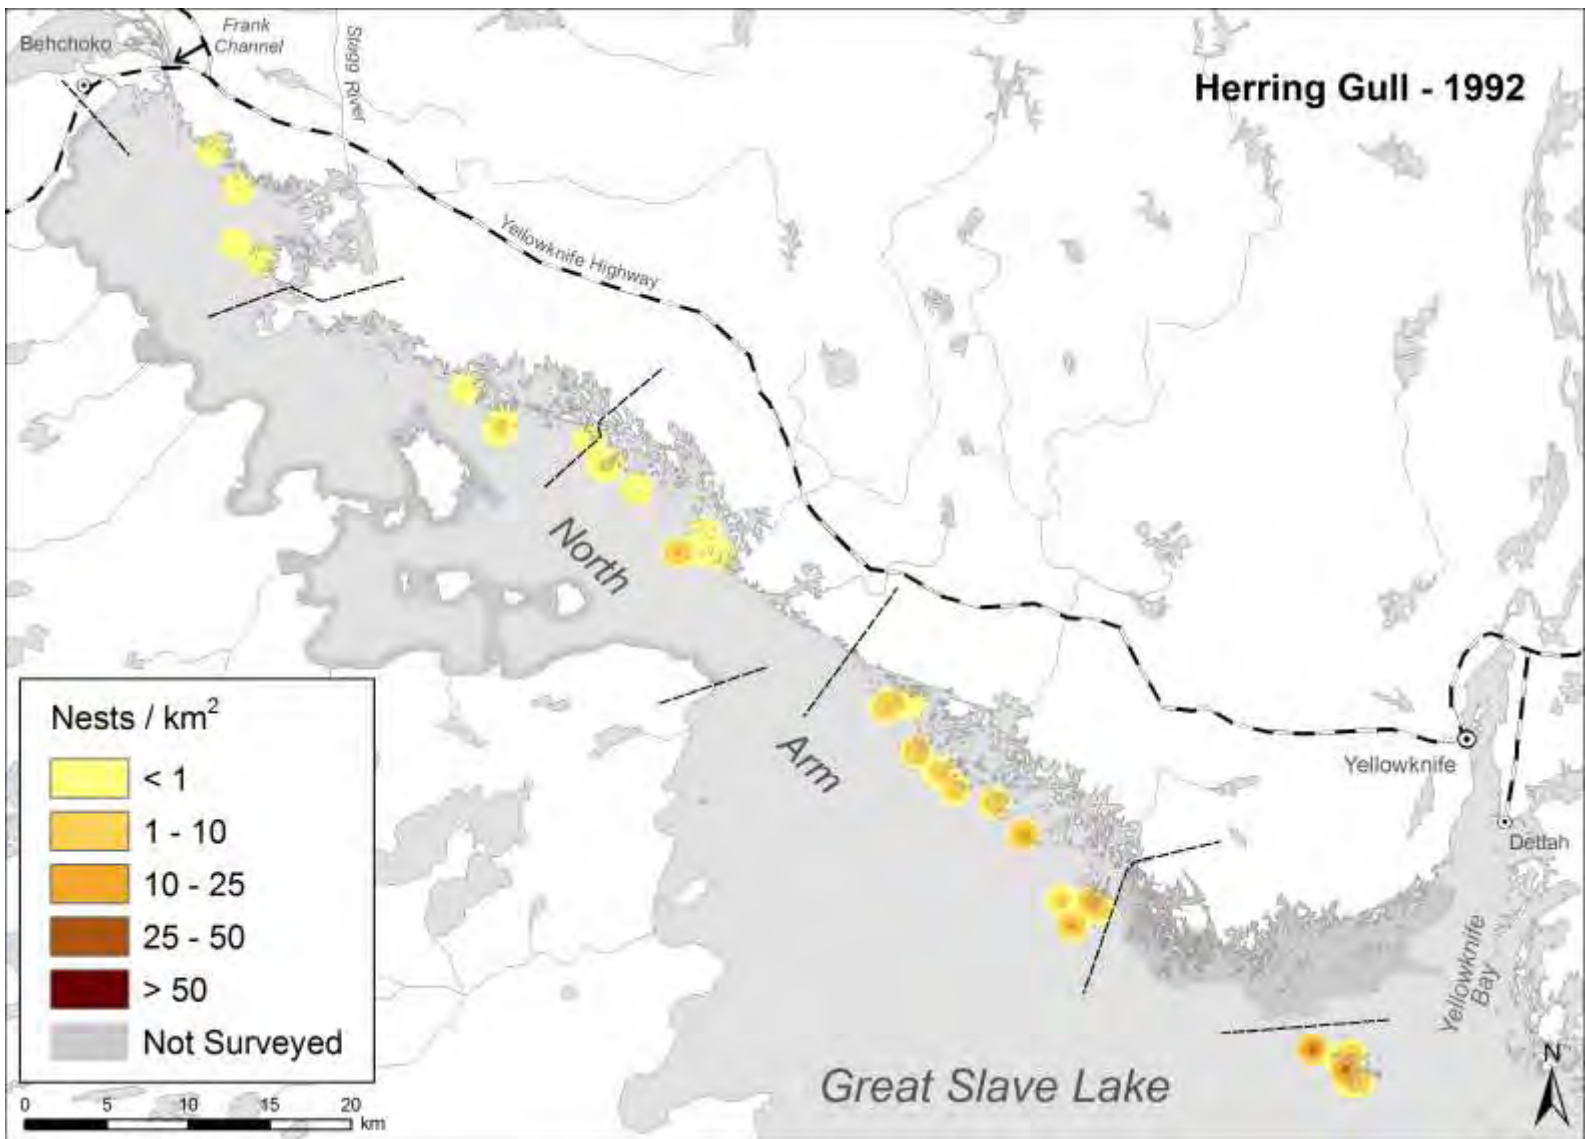 Herring Gull - 1992
Behchoko
Frank
Channel
Stagg River
Yellowknife Highway
North
Arm
Yellowknife
Dettah
Yellowknife
Bay
Great Slave Lake
N
Nests / km2
< 1
1 - 10
10 - 25
25 - 50
> 50
Not Surveyed
0 5 10 15 20
km